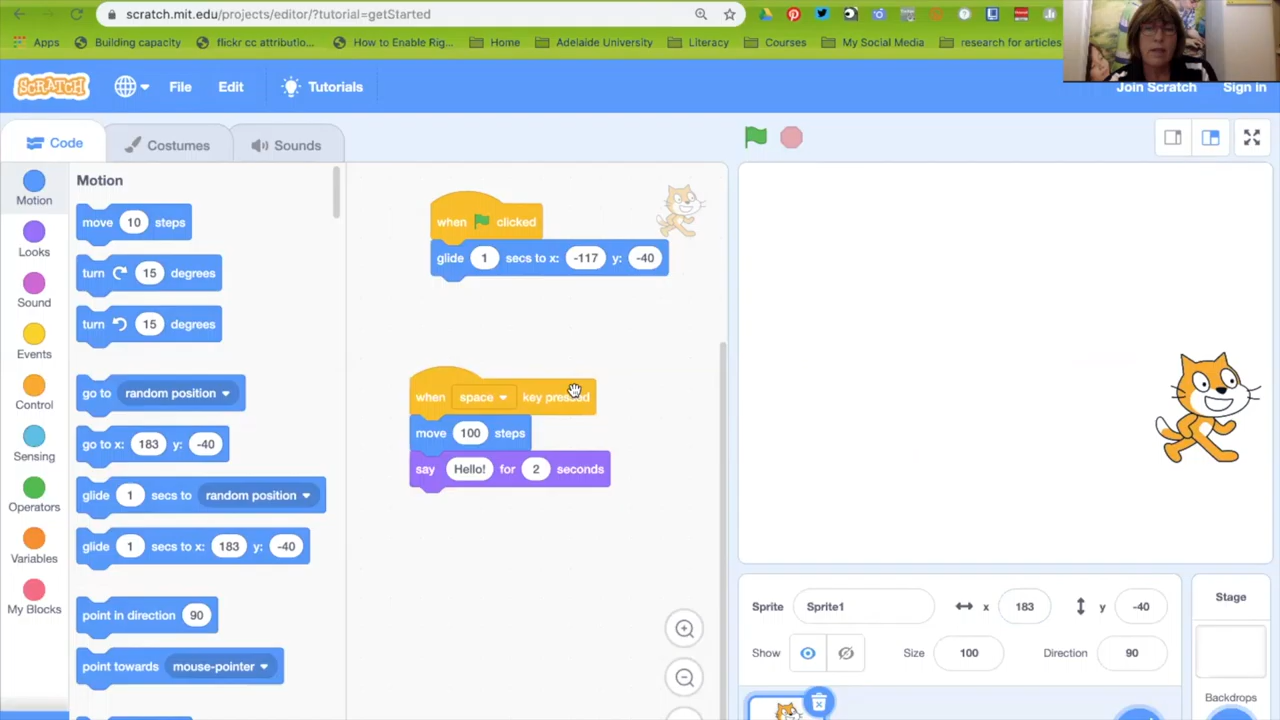 scratch.mit.edu/projects/editor/?tutorial=getStarted
Apps Building capacity flickr cc attributio... How to Enable Rig... Home Adelaide University Literacy Courses My Social Media research for articles
SCRATCH File Edit Tutorials Join Scratch Sign in
Code Costumes Sounds
Motion
Looks
Sound
Events
Control
Sensing
Operators
Variables
My Blocks
Motion
move 10 steps
turn 15 degrees
turn 15 degrees
go to random position
go to x: 183 y: -40
glide 1 secs to random position
glide 1 secs to x: 183 y: -40
point in direction 90
point towards mouse-pointer
when clicked
glide 1 secs to x: -117 y: -40
when space key pressed
move 100 steps
say Hello! for 2 seconds
Sprite Sprite1 x 183 y -40
Show Size 100 Direction 90
Stage
Backdrops